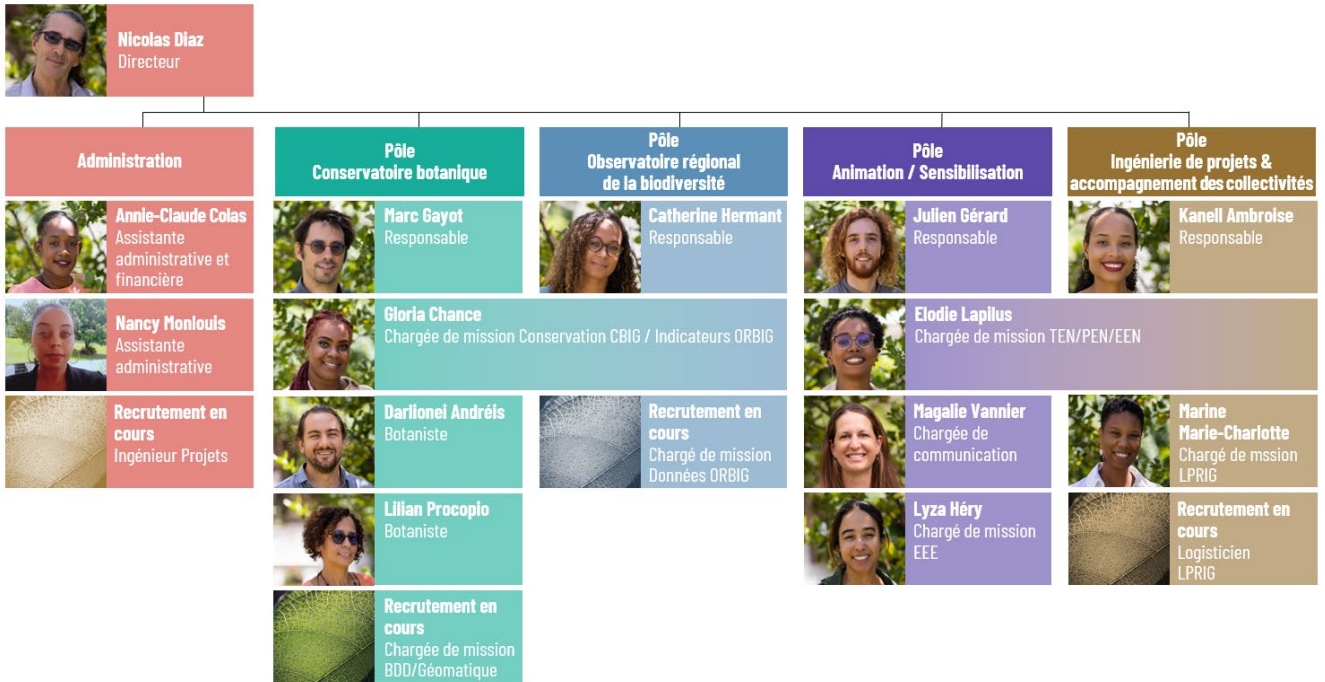 Nicolas Diaz
Directeur
Administration
Annie-Claude Colas
Assistante
administrative et
financière
Nancy Monlouis
Assistante
administrative
Recrutement en
cours
Ingénieur Projets
Pôle
Conservatoire botanique
Marc Gayot
Responsable
Gloria Chance
Chargée de mission Conservation CBIG / Indicateurs ORBIG
Darlionei Andréis
Botaniste
Lilian Procopio
Botaniste
Recrutement en
cours
Chargée de mission
BDD/Géomatique
Pôle
Observatoire régional
de la biodiversité
Catherine Hermant
Responsable
Recrutement en
cours
Chargé de mission
Données ORBIG
Pôle
Animation / Sensibilisation
Julien Gérard
Responsable
Elodie Lapilus
Chargée de mission TEN/PEN/EEN
Magalie Vannier
Chargée de
communication
Lyza Héry
Chargé de mission
EEE
Pôle
Ingénierie de projets &
accompagnement des collectivités
Kanell Ambroise
Responsable
Marine
Marie-Charlotte
Chargé de mssion
LPRIG
Recrutement en
cours
Logisticien
LPRIG